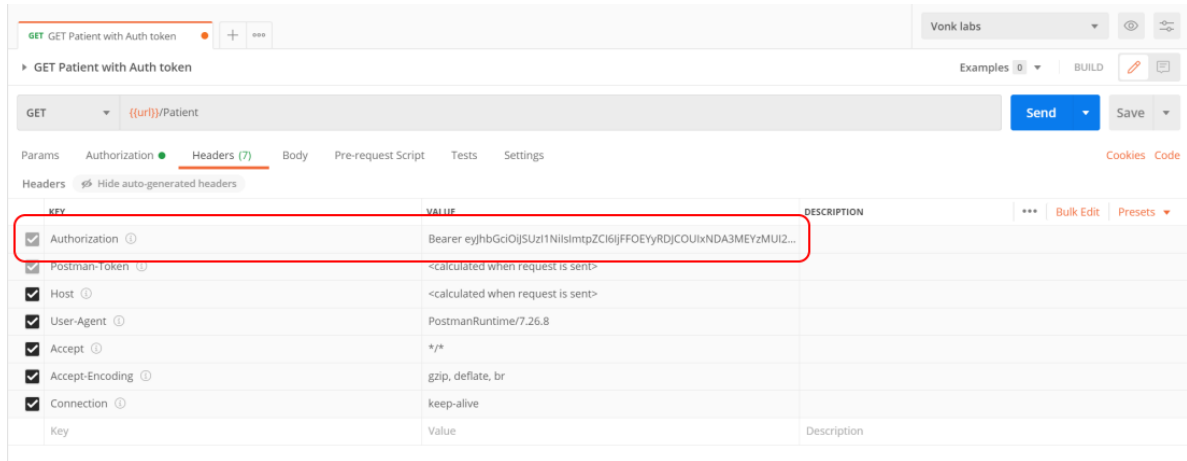 GET GET Patient with Auth token
Vonk labs
GET Patient with Auth token Examples 0 BUILD
GET {{url}}/Patient Send Save
Params Authorization Headers (7) Body Pre-request Script Tests Settings Cookies Code
Headers Hide auto-generated headers
KEY VALUE DESCRIPTION ••• Bulk Edit Presets
Authorization Bearer eyJhbGciOiJSUzI1NiIsImtpZCI6IjFFOEYyRDJCOUIxNDA3MEYzMUI2...
Postman-Token <calculated when request is sent>
Host <calculated when request is sent>
User-Agent PostmanRuntime/7.26.8
Accept */*
Accept-Encoding gzip, deflate, br
Connection keep-alive
Key Value Description